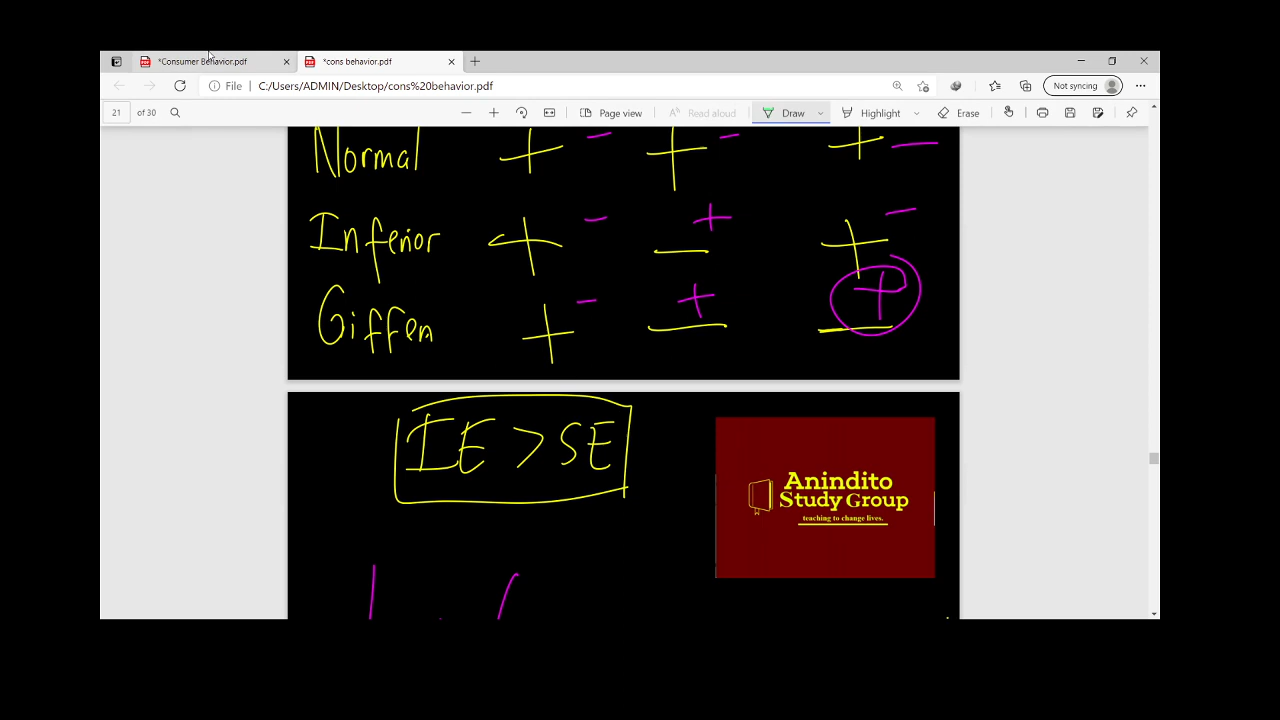 *Consumer Behavior.pdf
*cons behavior.pdf
File C:/Users/ADMIN/Desktop/cons%20behavior.pdf Not syncing
21 of 30 Page view Read aloud Draw Highlight Erase
Normal + - + - + -
Inferior + - - + + -
Giffen + - - + - +
IE > SE
Anindito
Study Group
teaching to change lives.